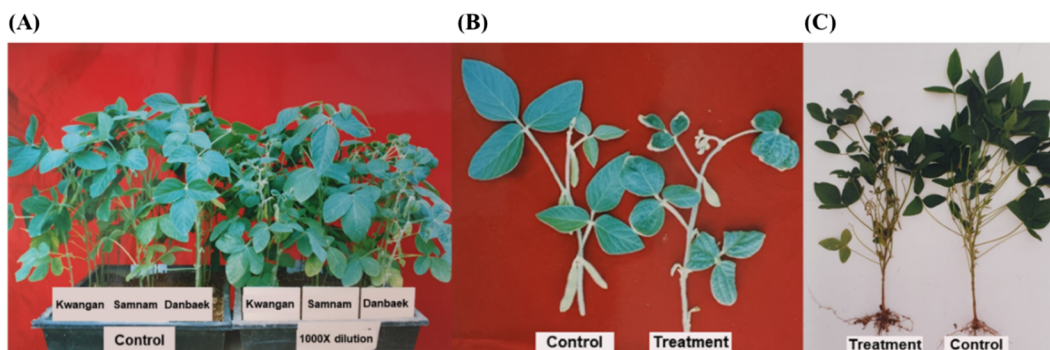 (A)
(B)
(C)
Kwangan Samnam Danbaek Kwangan Samnam Danbaek
Control 1000X dilution
Control Treatment
Treatment Control